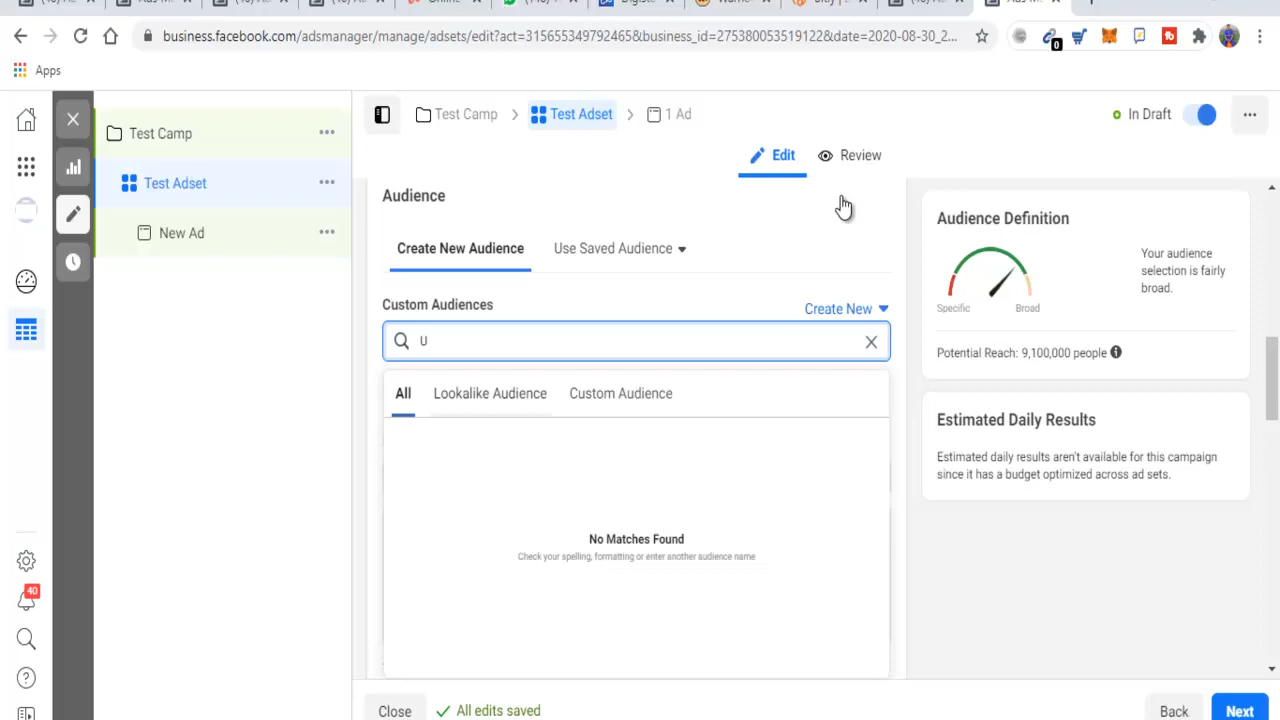 business.facebook.com/adsmanager/manage/adsets/edit?act=3156553497924​65&business_id=275380053519122&date=2020-08-30_2...
0
Apps
Test Camp
Test Camp
Test Adset
1 Ad
In Draft
Edit
Review
Test Adset
New Ad
Audience
Create New Audience
Use Saved Audience
Custom Audiences
Create New
U
All
Lookalike Audience
Custom Audience
No Matches Found
Check your spelling, formatting or enter another audience name
Audience Definition
Specific
Broad
Your audience
selection is fairly
broad.
Potential Reach: 9,100,000 people
Estimated Daily Results
Estimated daily results aren't available for this campaign
since it has a budget optimized across ad sets.
40
Close
All edits saved
Back
Next